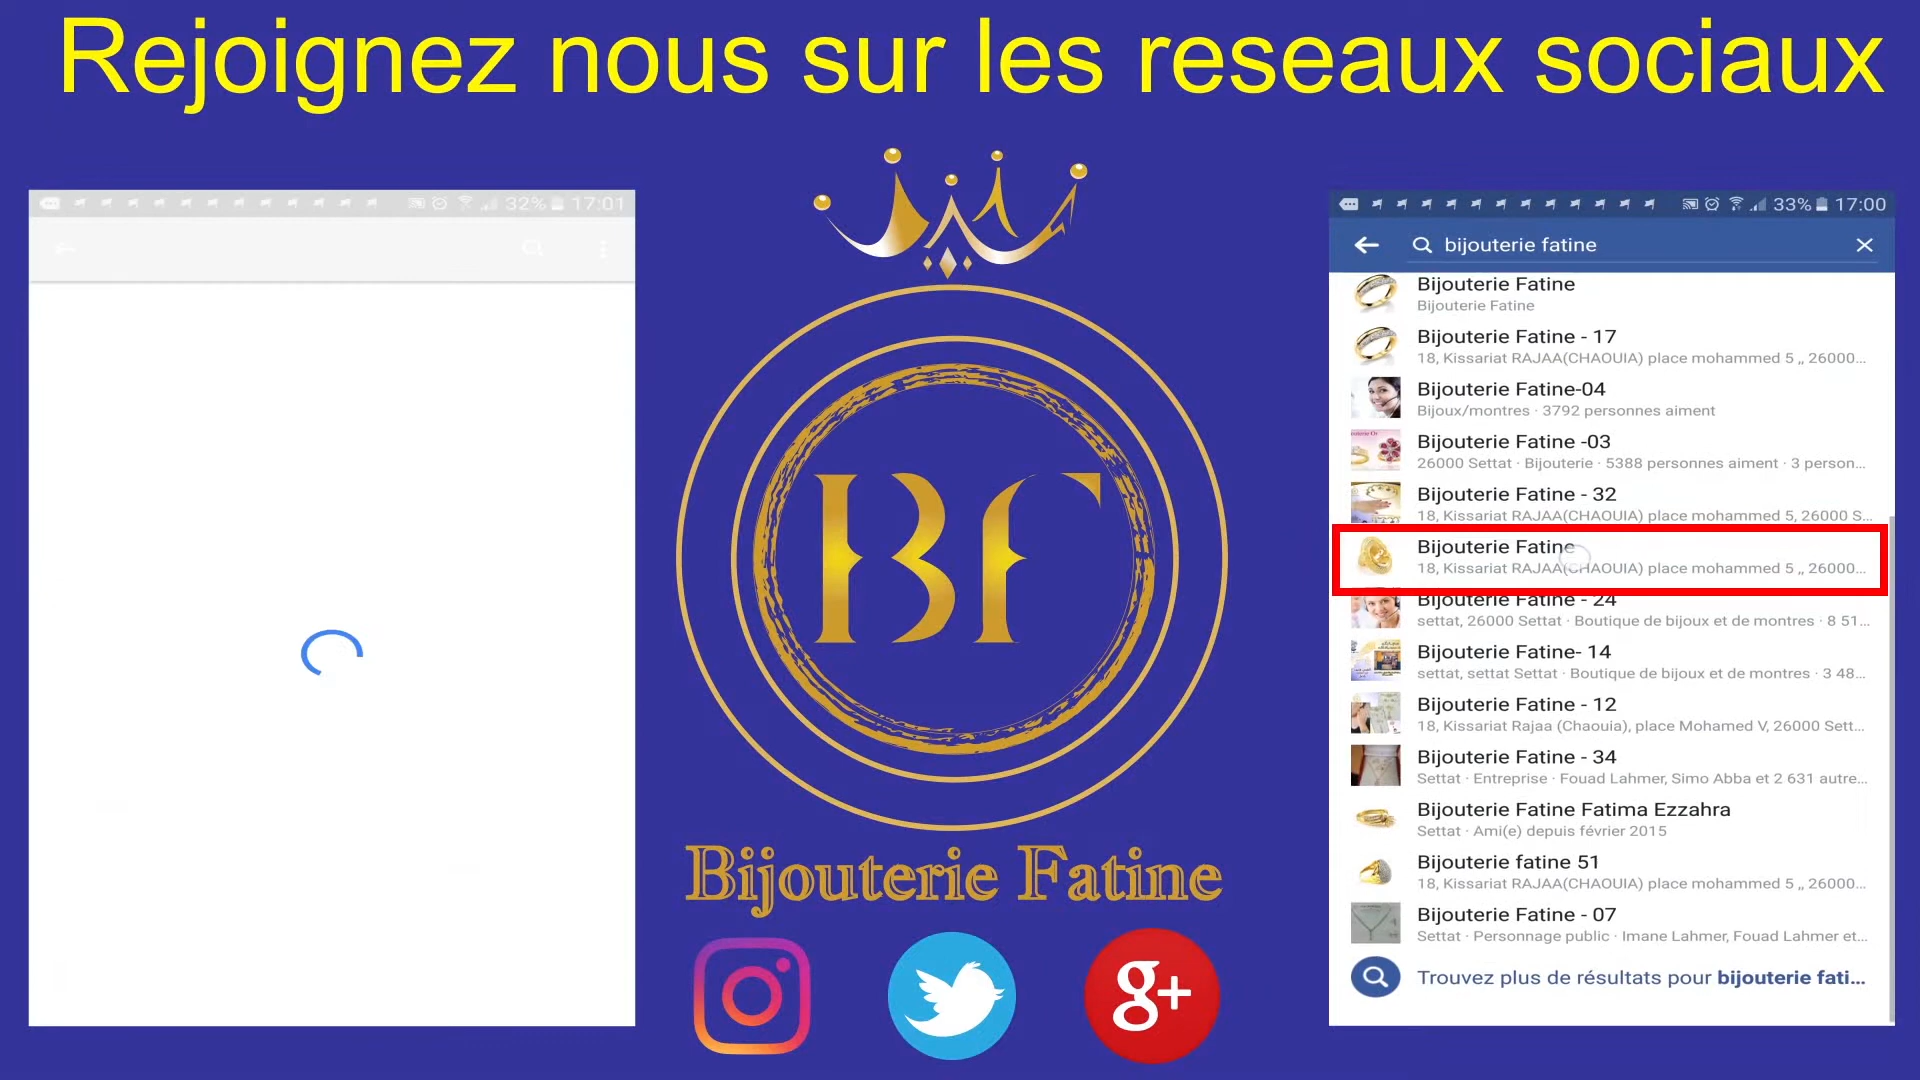 Rejoignez nous sur les reseaux sociaux
32% 17:01
BF
Bijouterie Fatine
g+
33% 17:00
bijouterie fatine
Bijouterie Fatine
Bijouterie Fatine
Bijouterie Fatine - 17
18, Kissariat RAJAA(CHAOUIA) place mohammed 5 ,, 26000...
Bijouterie Fatine-04
Bijoux/montres · 3792 personnes aiment
Bijouterie Fatine -03
26000 Settat · Bijouterie · 5388 personnes aiment · 3 person...
Bijouterie Fatine - 32
18, Kissariat RAJAA(CHAOUIA) place mohammed 5, 26000 S...
Bijouterie Fatine
18, Kissariat RAJAA(CHAOUIA) place mohammed 5 ,, 26000...
Bijouterie Fatine - 24
settat, 26000 Settat · Boutique de bijoux et de montres · 8 51...
Bijouterie Fatine- 14
settat, settat Settat · Boutique de bijoux et de montres · 3 48...
Bijouterie Fatine - 12
18, Kissariat Rajaa (Chaouia), place Mohamed V, 26000 Sett...
Bijouterie Fatine - 34
Settat · Entreprise · Fouad Lahmer, Simo Abba et 2 631 autre...
Bijouterie Fatine Fatima Ezzahra
Settat · Ami(e) depuis février 2015
Bijouterie fatine 51
18, Kissariat RAJAA(CHAOUIA) place mohammed 5 ,, 26000...
Bijouterie Fatine - 07
Settat · Personnage public · Imane Lahmer, Fouad Lahmer et...
Trouvez plus de résultats pour bijouterie fati...